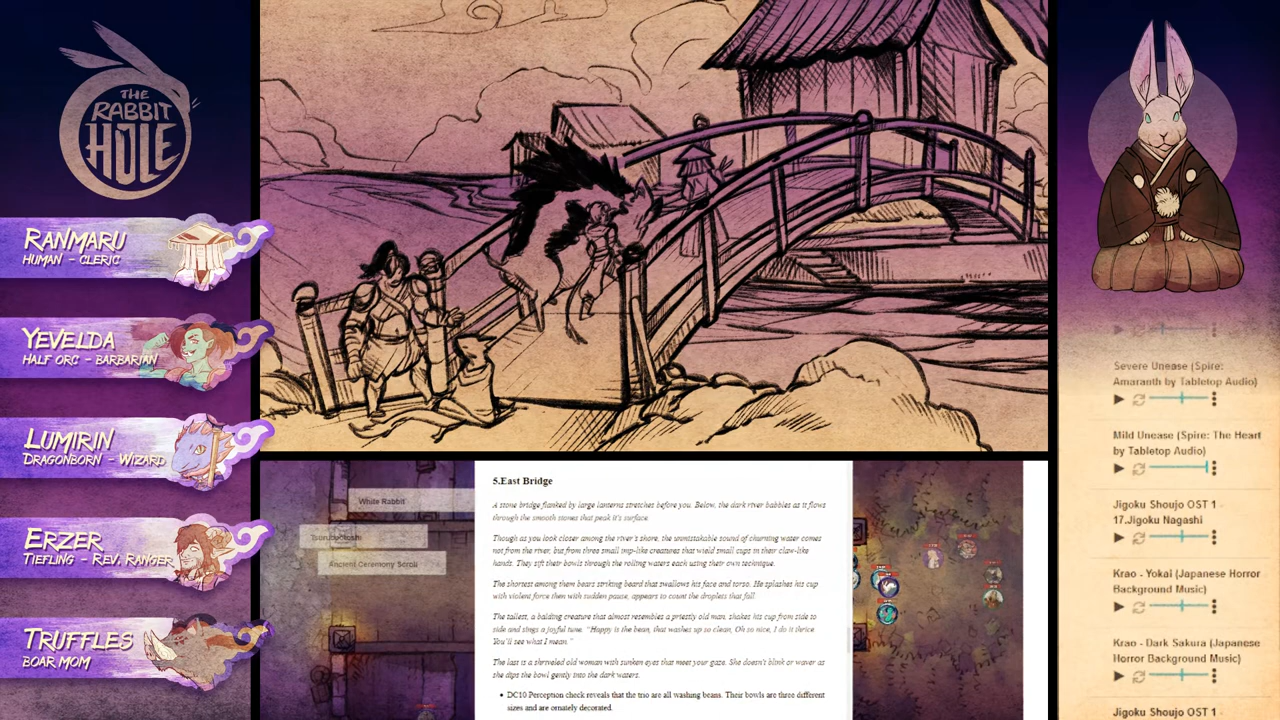 THE
RABBIT
HOLE
RANMARU
HUMAN - CLERIC
YEVELDA
HALF ORC - BARBARIAN
LUMIRIN
DRAGONBORN - WIZARD
ERZER
TIEFLING - REV. RANGER
TRUFFLES
BOAR MOM
White Rabbit
Ancient Ceremony Scroll
5.East Bridge
A stone bridge flanked by large lanterns stretches before you. Below, the dark river babbles as it flows
through the smooth stones that peak it's surface.
Though as you look closer among the river's shore, the unmistakable sound of churning water comes
not from the river, but from three small imp-like creatures that wield small cups in their claw-like
hands. They sift their bowls through the rolling waters each using their own technique.
The shortest among them bears striking beard that swallows his face and torso. He splashes his cup
with violent force then with sudden pause, appears to count the droplets that fall.
The tallest, a balding creature that almost resembles a priestly old man, shakes his cup from side to
side and sings a joyful tune. "Happy is the bean, that washes up so clean, Oh so nice, I do it thrice
You'll see what I mean."
The last is a shriveled old woman with sunken eyes that meet your gaze. She doesn't blink or waver as
she dips the bowl gently into the dark waters.
• DC10 Perception check reveals that the trio are all washing beans. Their bowls are three different
sizes and are ornately decorated.
Severe Unease (Spire:
Amaranth by Tabletop Audio)
Mild Unease (Spire: The Heart
by Tabletop Audio)
Jigoku Shoujo OST 1 -
17.Jigoku Nagashi
Krao - Yokai (Japanese Horror
Background Music)
Krao - Dark Sakura (Japanese
Horror Background Music)
Jigoku Shoujo OST 1 -